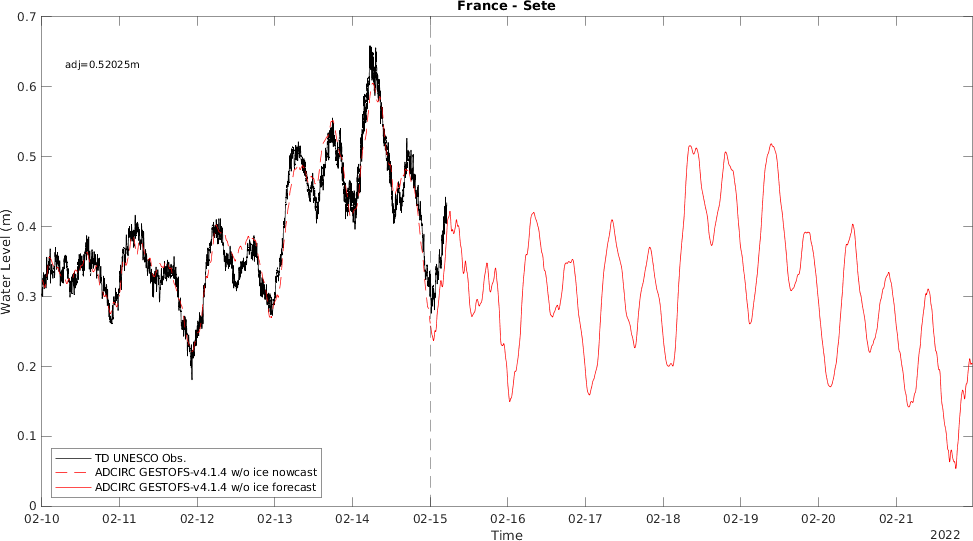 France - Sete
0.7
0.6
0.5
0.4
0.3
0.2
0.1
0
Water Level (m)
adj=0.52025m
TD UNESCO Obs.
ADCIRC GESTOFS-v4.1.4 w/o ice nowcast
ADCIRC GESTOFS-v4.1.4 w/o ice forecast
02-10 02-11 02-12 02-13 02-14 02-15 02-16 02-17 02-18 02-19 02-20 02-21
Time
2022